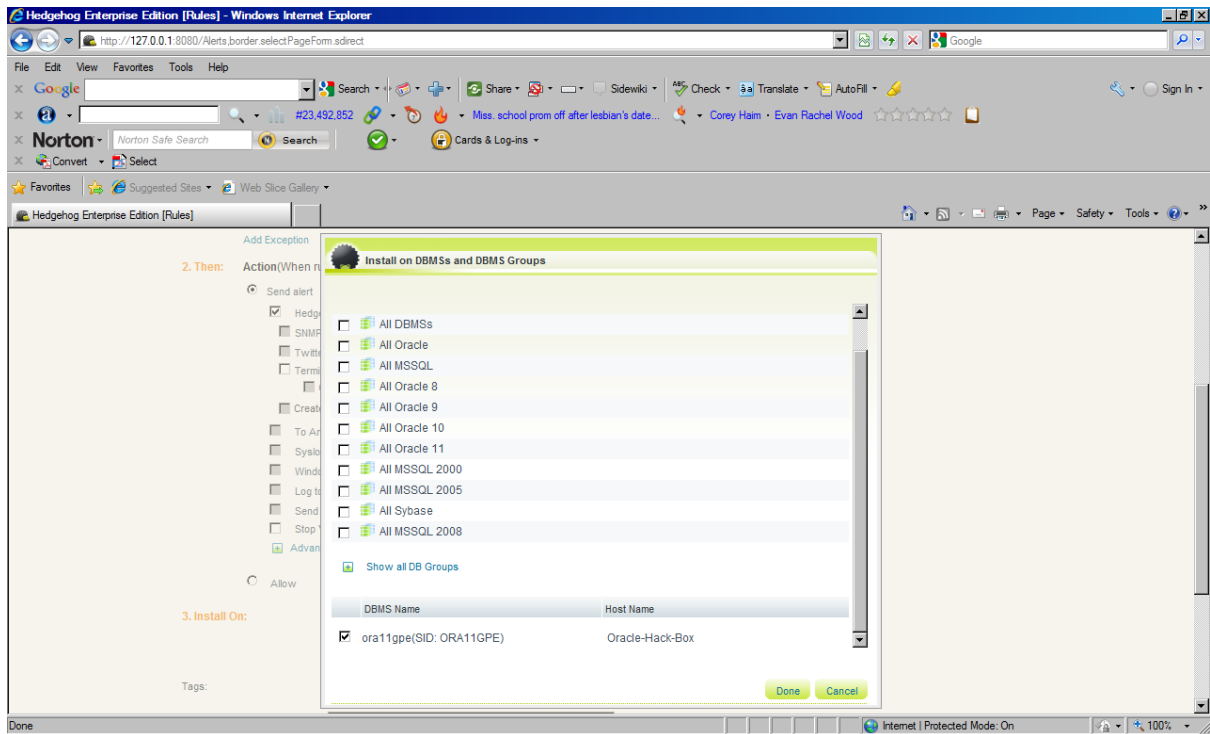 Hedgehog Enterprise Edition [Rules] - Windows Internet Explorer
http://127.0.0.1:8080/Alerts,border.selectPageForm.sdirect
Google
File Edit View Favorites Tools Help
x Google Search Share Sidewiki Check Translate AutoFill Sign In
x #23,492,852 Miss. school prom off after lesbian's date... Corey Haim • Evan Rachel Wood
x Norton Norton Safe Search Search Cards & Log-ins
x Convert Select
Favorites Suggested Sites Web Slice Gallery
Hedgehog Enterprise Edition [Rules] Page Safety Tools
Add Exception
Install on DBMSs and DBMS Groups
2. Then: Action(When ru
Send alert
Hedge
SNMP
Twitte
Termi
Create
To Ar
Syslo
Windo
Log to
Send
Stop
Advan
Allow
3. Install On:
Tags:
All DBMSs
All Oracle
All MSSQL
All Oracle 8
All Oracle 9
All Oracle 10
All Oracle 11
All MSSQL 2000
All MSSQL 2005
All Sybase
All MSSQL 2008
Show all DB Groups
DBMS Name Host Name
ora11gpe(SID: ORA11GPE) Oracle-Hack-Box
Done Cancel
Done Internet | Protected Mode: On 100%